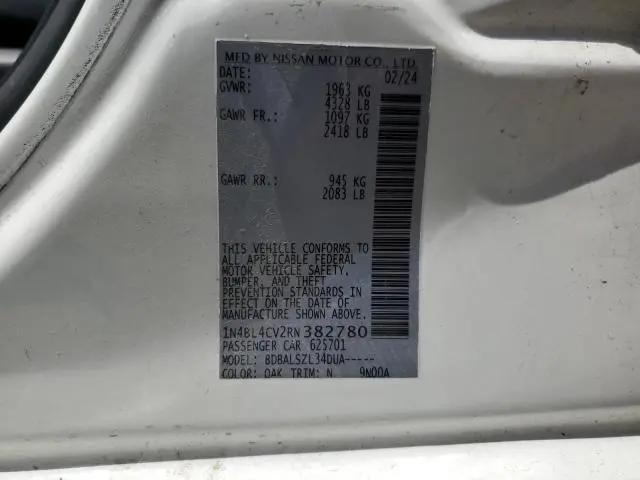 MFD BY NISSAN MOTOR CO., LTD.
DATE: 02/24
GVWR: 1963 KG
4328 LB
GAWR FR.: 1097 KG
2418 LB
GAWR RR.: 945 KG
2083 LB
THIS VEHICLE CONFORMS TO
ALL APPLICABLE FEDERAL
MOTOR VEHICLE SAFETY,
BUMPER, AND THEFT
PREVENTION STANDARDS IN
EFFECT ON THE DATE OF
MANUFACTURE SHOWN ABOVE.
1N4BL4CV2RN382780
PASSENGER CAR 625701
MODEL: BDBALSZL34DUA-----
COLOR: QAK TRIM: N 9N00A